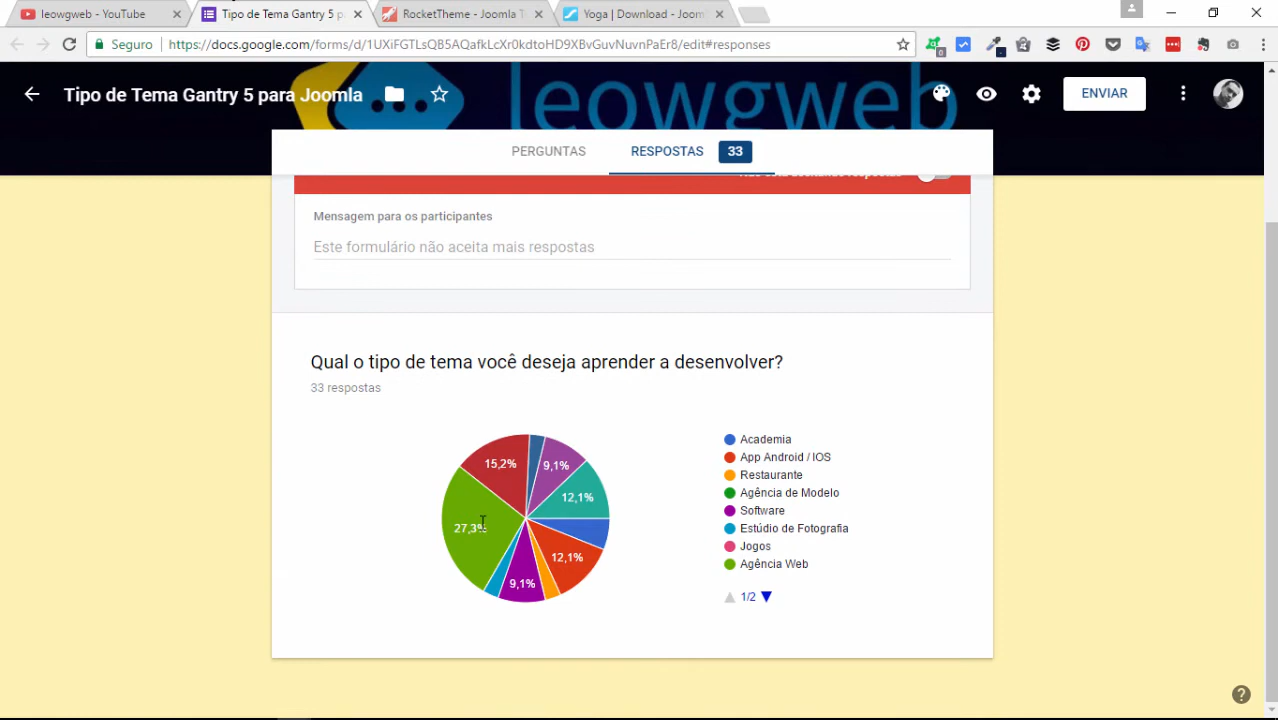 leowgweb - YouTube
Tipo de Tema Gantry 5 pa
RocketTheme - Joomla T
Yoga | Download - Joom
Seguro
https://docs.google.com/forms/d/1UXiFGTLsQB5AQafkLcXr0kdtoHD9XBvGuvNuvnPaEr8/edit#responses
0
leowgweb
Tipo de Tema Gantry 5 para Joomla
ENVIAR
PERGUNTAS
RESPOSTAS 33
Mensagem para os participantes
Este formulário não aceita mais respostas
Qual o tipo de tema você deseja aprender a desenvolver?
33 respostas
15,2%
9,1%
12,1%
27,3%
12,1%
9,1%
Academia
App Android / IOS
Restaurante
Agência de Modelo
Software
Estúdio de Fotografia
Jogos
Agência Web
1/2